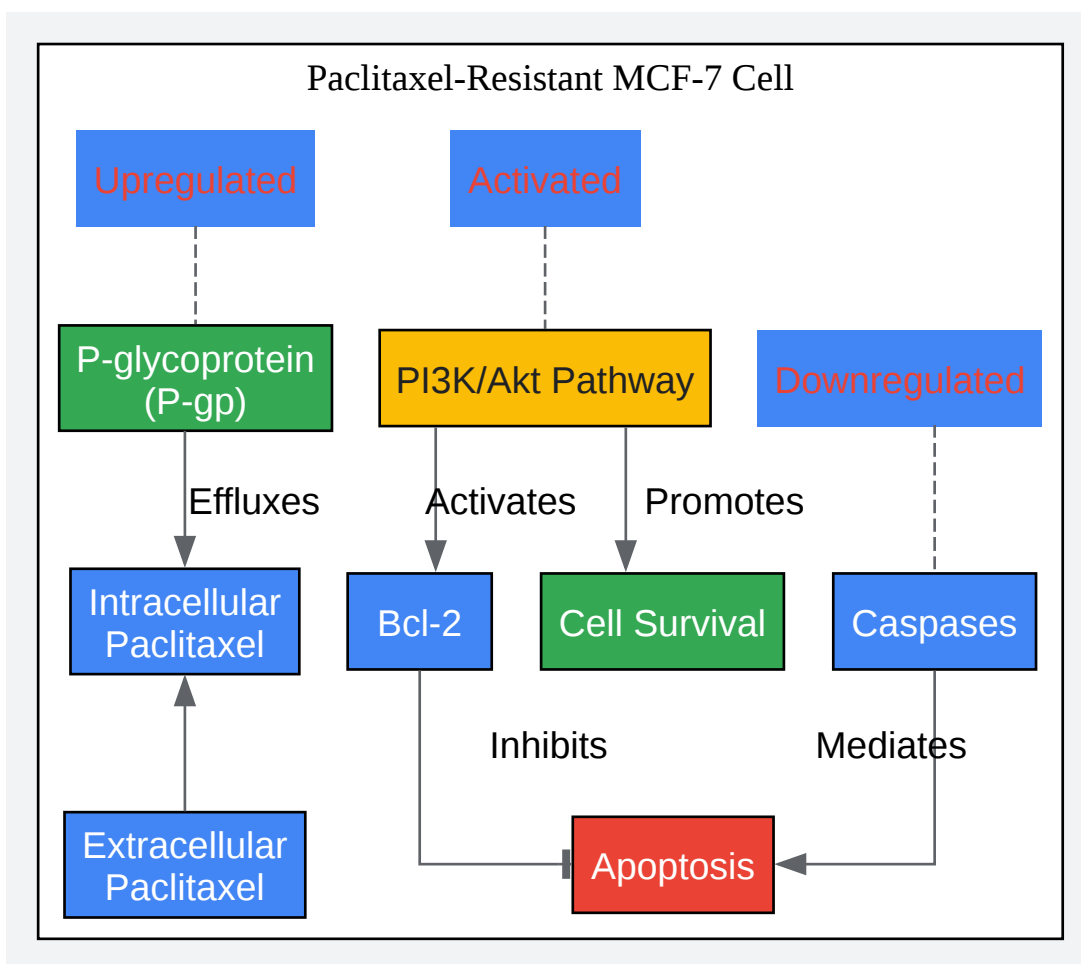 Paclitaxel-Resistant MCF-7 Cell
Upregulated
Activated
P-glycoprotein
(P-gp)
PI3K/Akt Pathway
Downregulated
Effluxes
Activates
Promotes
Intracellular
Paclitaxel
Bcl-2
Cell Survival
Caspases
Inhibits
Mediates
Extracellular
Paclitaxel
Apoptosis